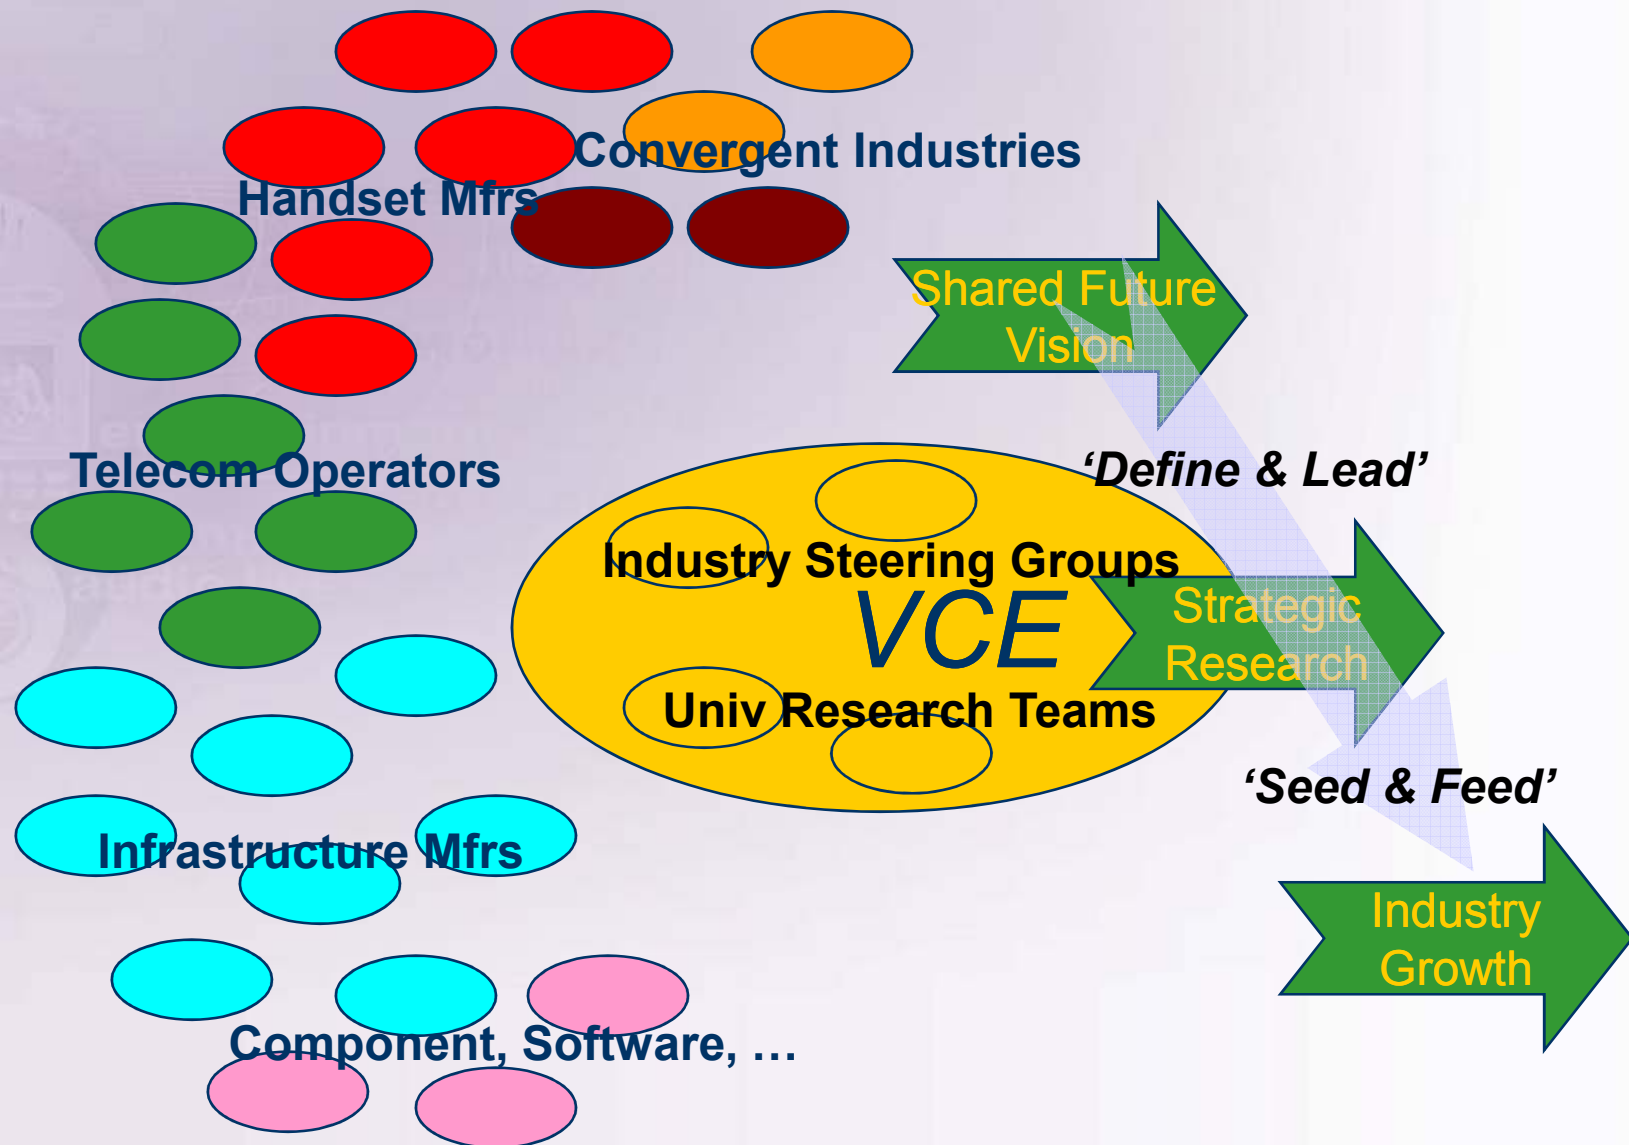 Convergent Industries
Handset Mfrs
Shared Future
Vision
Telecom Operators
‘Define & Lead’
Industry Steering Groups
VCE
Strategic
Research
Univ Research Teams
‘Seed & Feed’
Infrastructure Mfrs
Industry
Growth
Component, Software, …